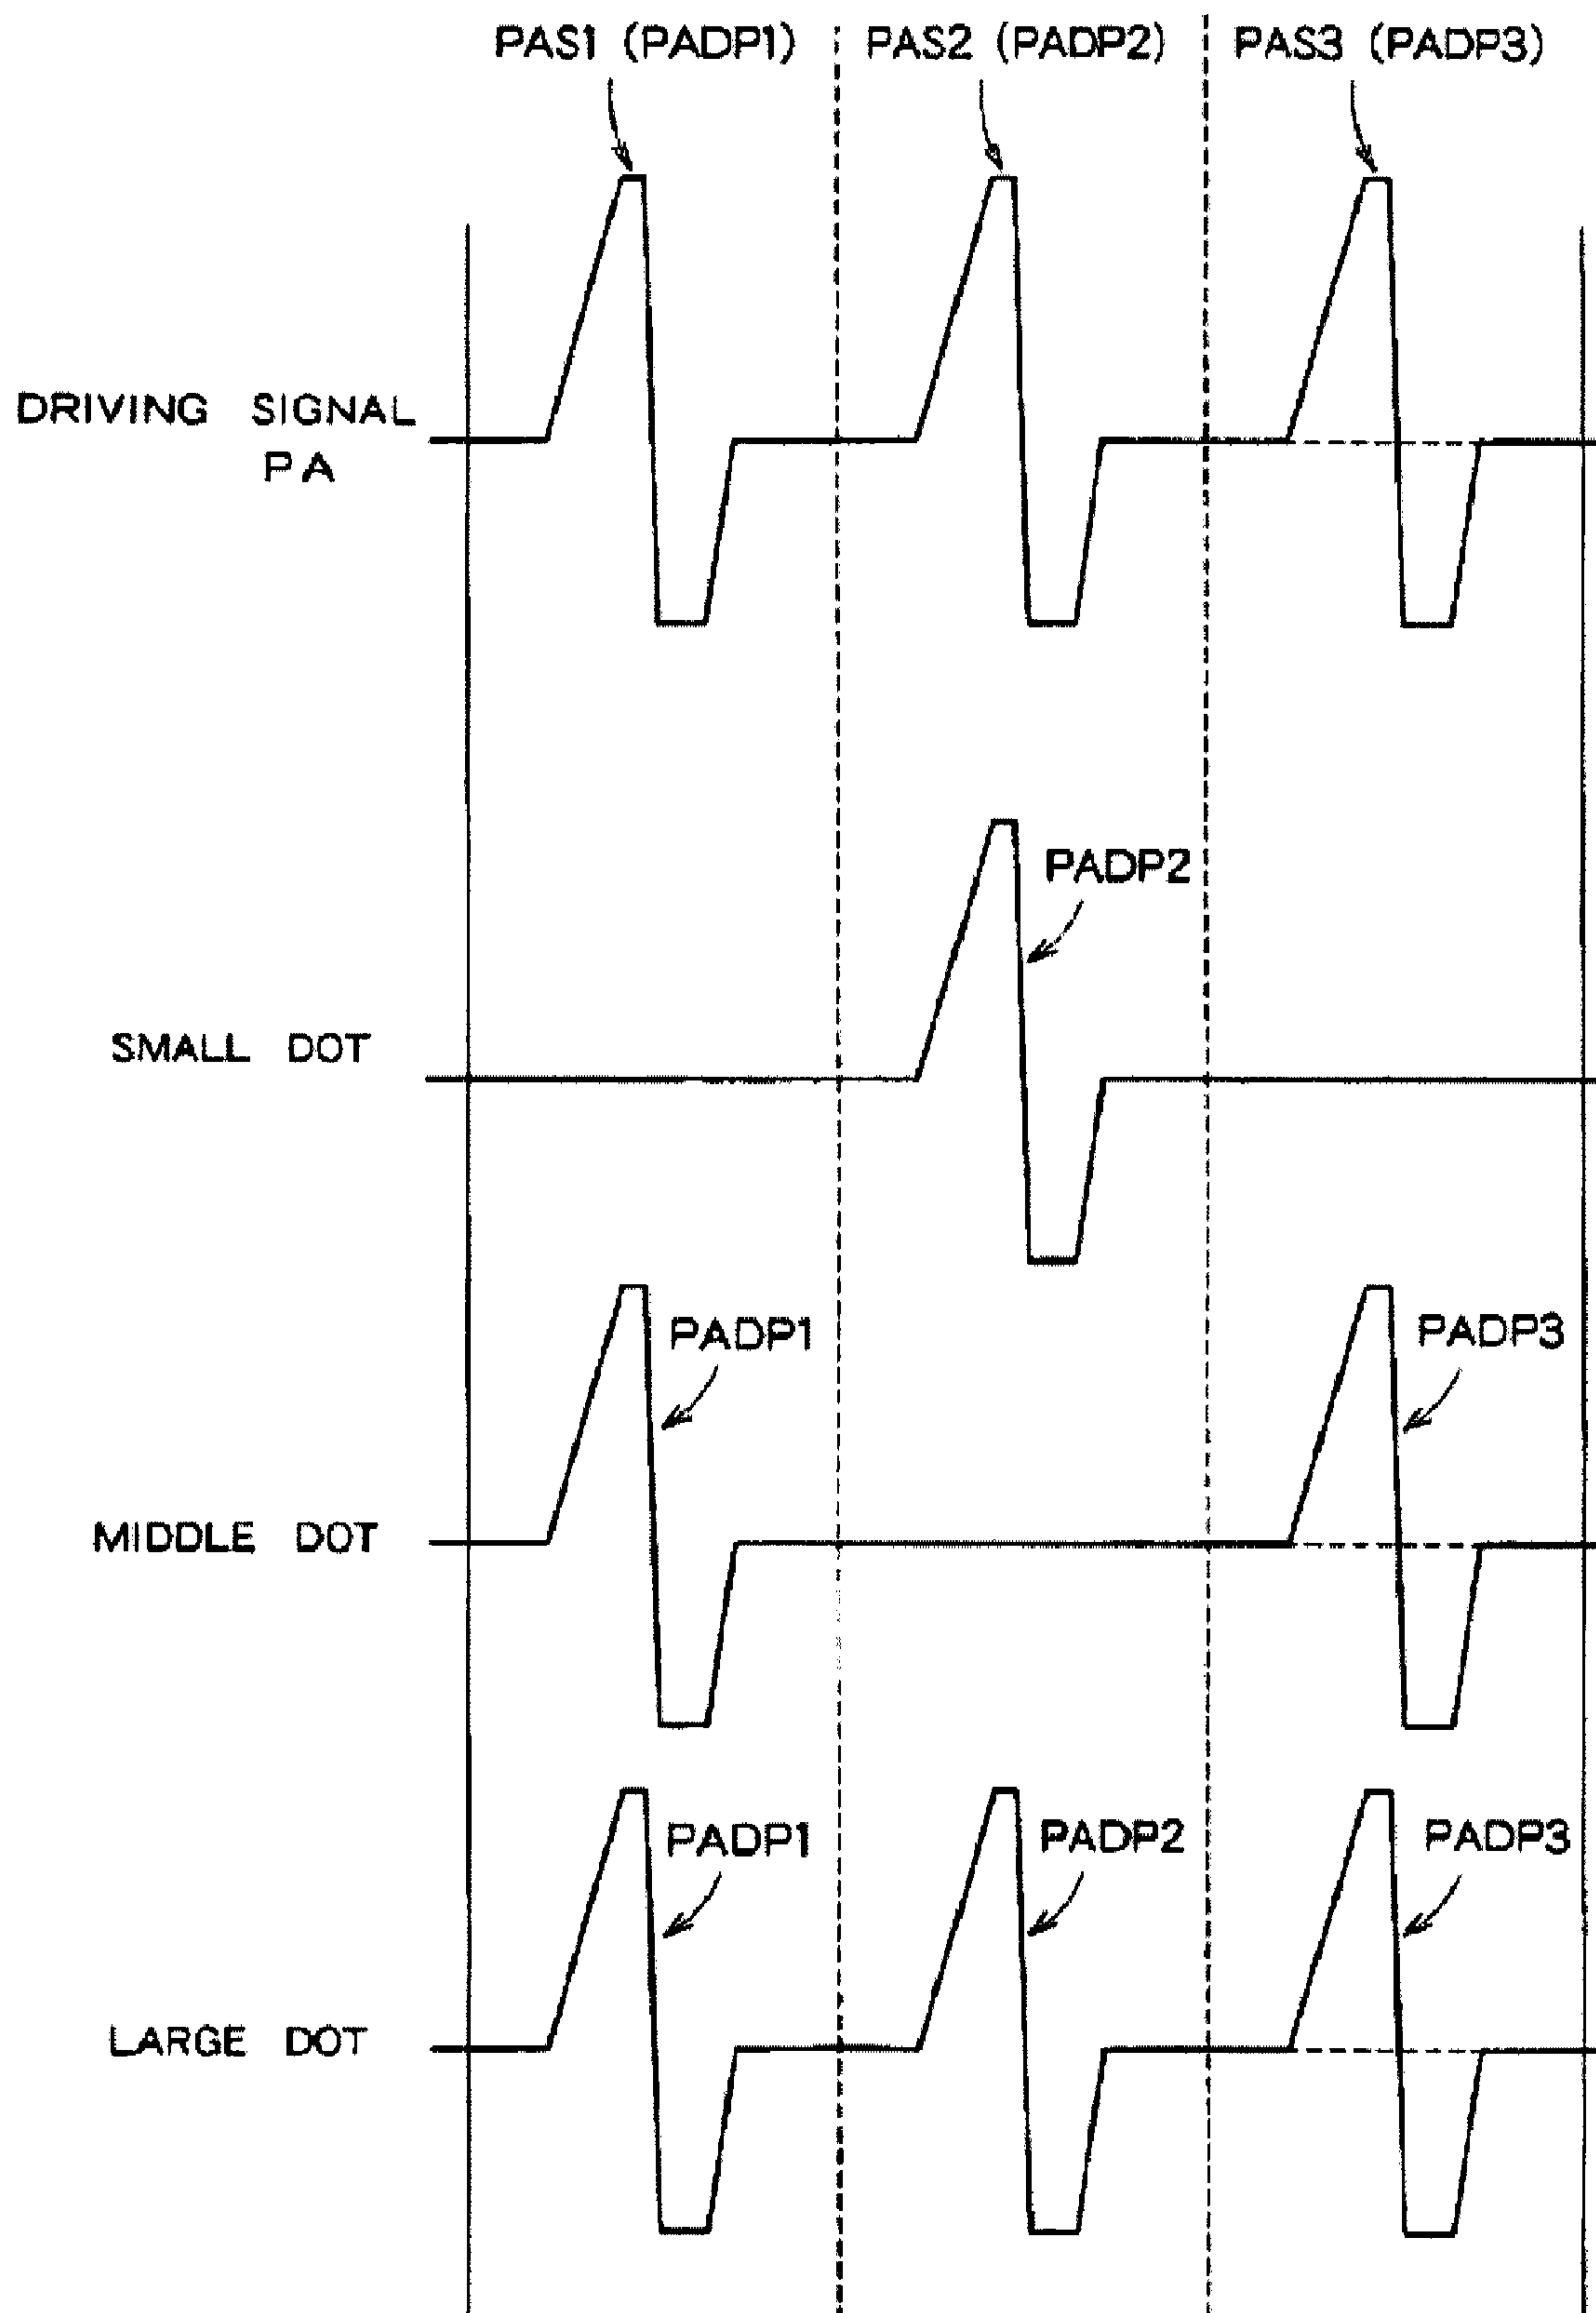 PAS1 (PADP1) PAS2 (PADP2) PAS3 (PADP3)
DRIVING SIGNAL
PA
PADP2
SMALL DOT
PADP1 PADP3
MIDDLE DOT
PADP1 PADP2 PADP3
LARGE DOT